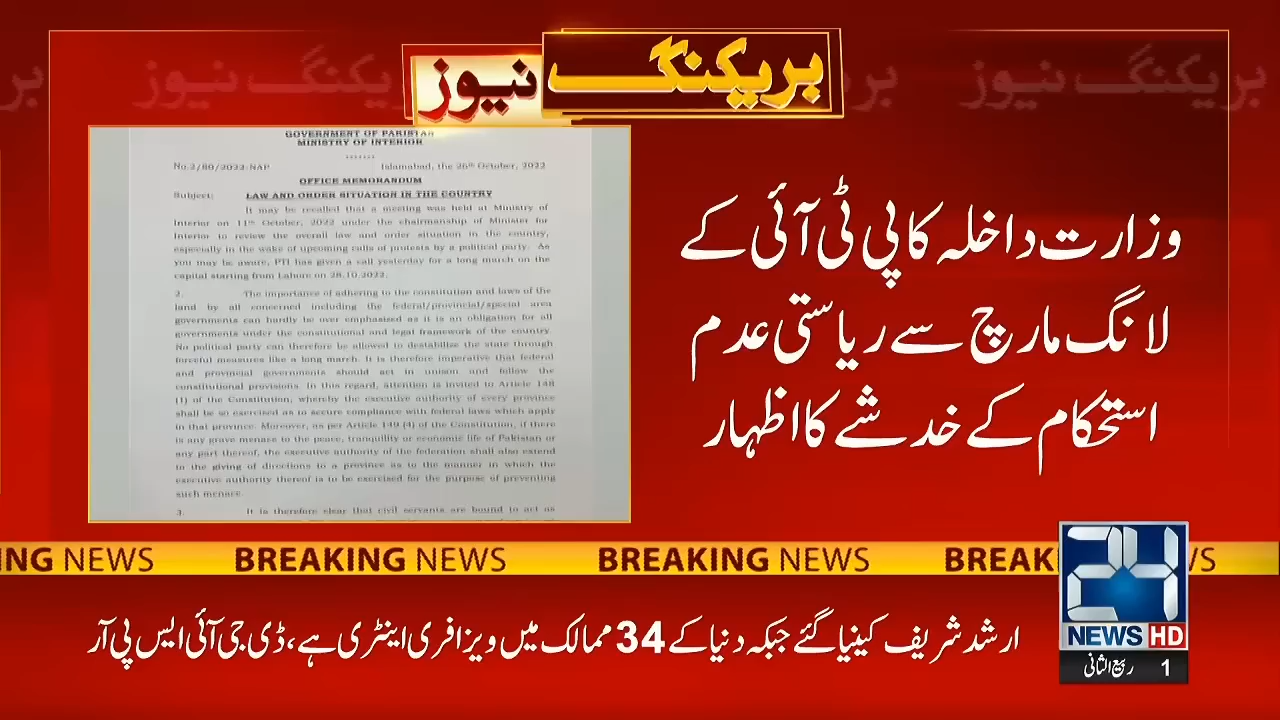 بریکنگ نیوز
GOVERNMENT OF PAKISTAN
MINISTRY OF INTERIOR
No.2/80/2022-NAP Islamabad, the 26th October, 2022
OFFICE MEMORANDUM
Subject: LAW AND ORDER SITUATION IN THE COUNTRY
It may be recalled that a meeting was held at Ministry of
Interior on 11th October, 2022 under the chairmanship of Minister for
Interior to review the overall law and order situation in the country,
especially in the wake of upcoming calls of protests by a political party. As
you may be aware, PTI has given a call yesterday for a long march on the
capital starting from Lahore on 28.10.2022.
2. The importance of adhering to the constitution and laws of the
land by all concerned including the federal/provincial/special area
governments can hardly be over emphasized as it is an obligation for all
governments under the constitutional and legal framework of the country.
No political party can therefore be allowed to destabilize the state through
forceful measures like a long march. It is therefore imperative that federal
and provincial governments should act in unison and follow the
constitutional provisions. In this regard, attention is invited to Article 148
(1) of the Constitution, whereby the executive authority of every province
shall be so exercised as to secure compliance with federal laws which apply
in that province. Moreover, as per Article 149 (4) of the Constitution, if there
is any grave menace to the peace, tranquility or economic life of Pakistan or
any part thereof, the executive authority of the federation shall also extend
to the giving of directions to a province as to the manner in which the
executive authority thereof is to be exercised for the purpose of preventing
such menace.
3. It is therefore clear that civil servants are bound to act as
وزارت داخلہ کا پی ٹی آئی کے
لانگ مارچ سے ریاستی عدم
استحکام کے خدشے کا اظہار
ING NEWS BREAKING NEWS BREAKING NEWS BREAK WS
24
NEWS HD
ارشد شریف کینیا گئے جبکہ دنیا کے 34 ممالک میں ویزا فری اینٹری ہے، ڈی جی آئی ایس پی آر
1 ربیع الثانی